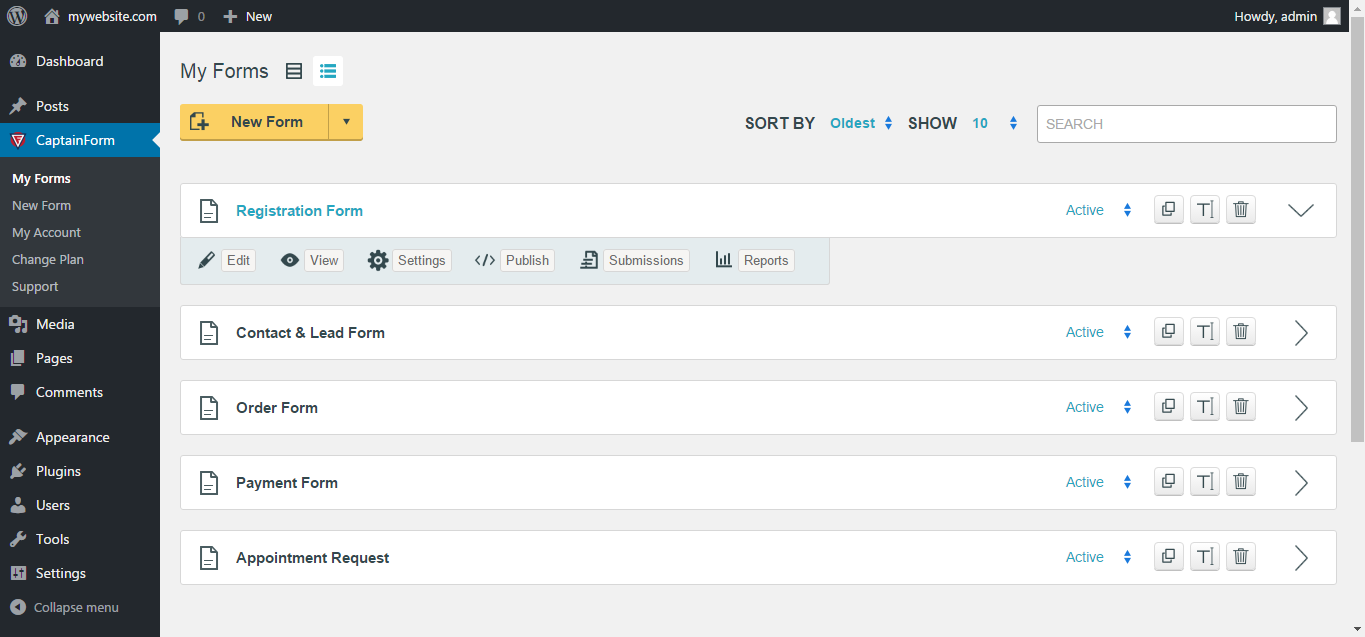 mywebsite.com 0 New Howdy, admin
Dashboard
Posts
CaptainForm
My Forms
New Form
My Account
Change Plan
Support
Media
Pages
Comments
Appearance
Plugins
Users
Tools
Settings
Collapse menu
My Forms
New Form SORT BY Oldest SHOW 10 SEARCH
Registration Form Active
Edit View Settings Publish Submissions Reports
Contact & Lead Form Active
Order Form Active
Payment Form Active
Appointment Request Active